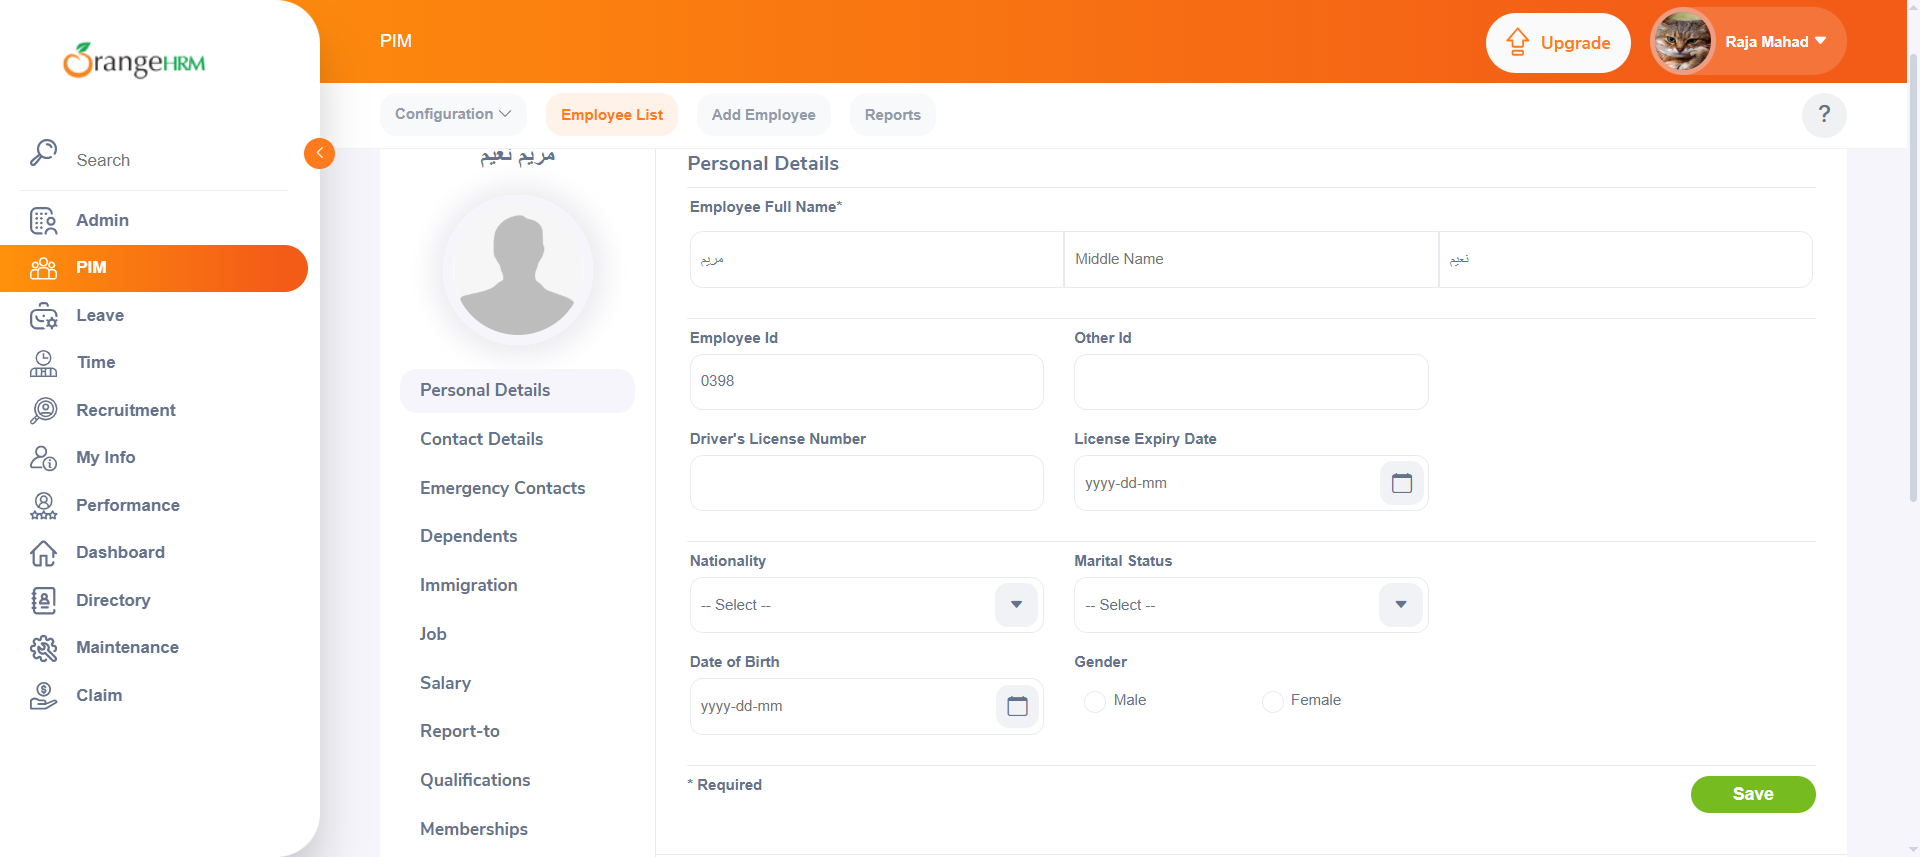 OrangeHRM
Search
Admin
PIM
Leave
Time
Recruitment
My Info
Performance
Dashboard
Directory
Maintenance
Claim
PIM
Upgrade
Raja Mahad
Configuration
Employee List
Add Employee
Reports
?
مريم نعيم
Personal Details
Contact Details
Emergency Contacts
Dependents
Immigration
Job
Salary
Report-to
Qualifications
Memberships
Personal Details
Employee Full Name*
مريم
Middle Name
نعيم
Employee Id
Other Id
0398
Driver's License Number
License Expiry Date
yyyy-dd-mm
Nationality
Marital Status
-- Select --
-- Select --
Date of Birth
Gender
yyyy-dd-mm
Male
Female
* Required
Save